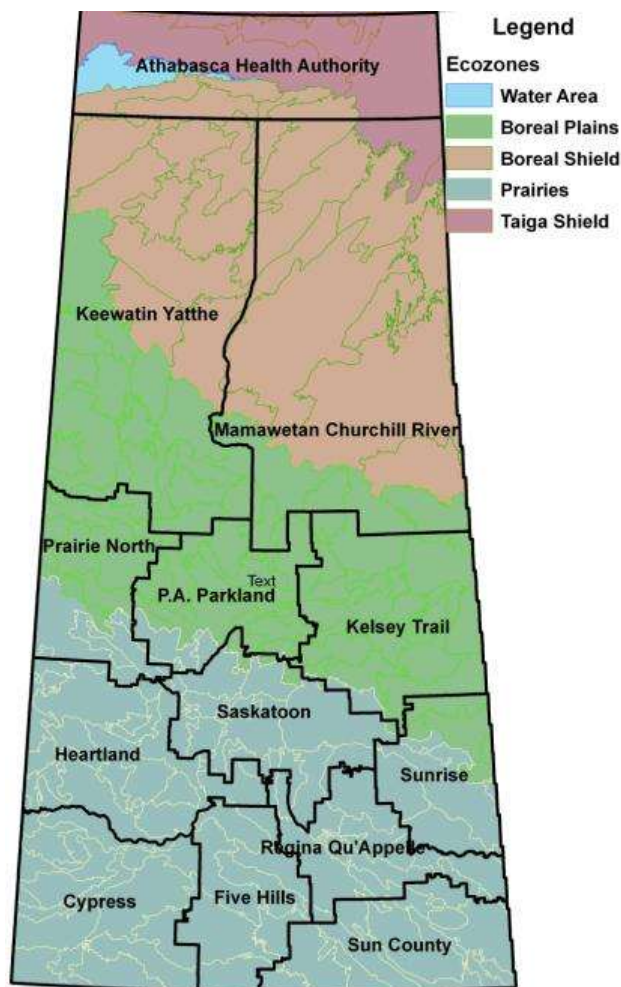 Legend
Ecozones
Water Area
Boreal Plains
Boreal Shield
Prairies
Taiga Shield
Athabasca Health Authority
Keewatin Yatthe
Mamawetan Churchill River
Prairie North
Text
P.A. Parkland
Kelsey Trail
Saskatoon
Heartland
Sunrise
Regina Qu'Appelle
Cypress
Five Hills
Sun County